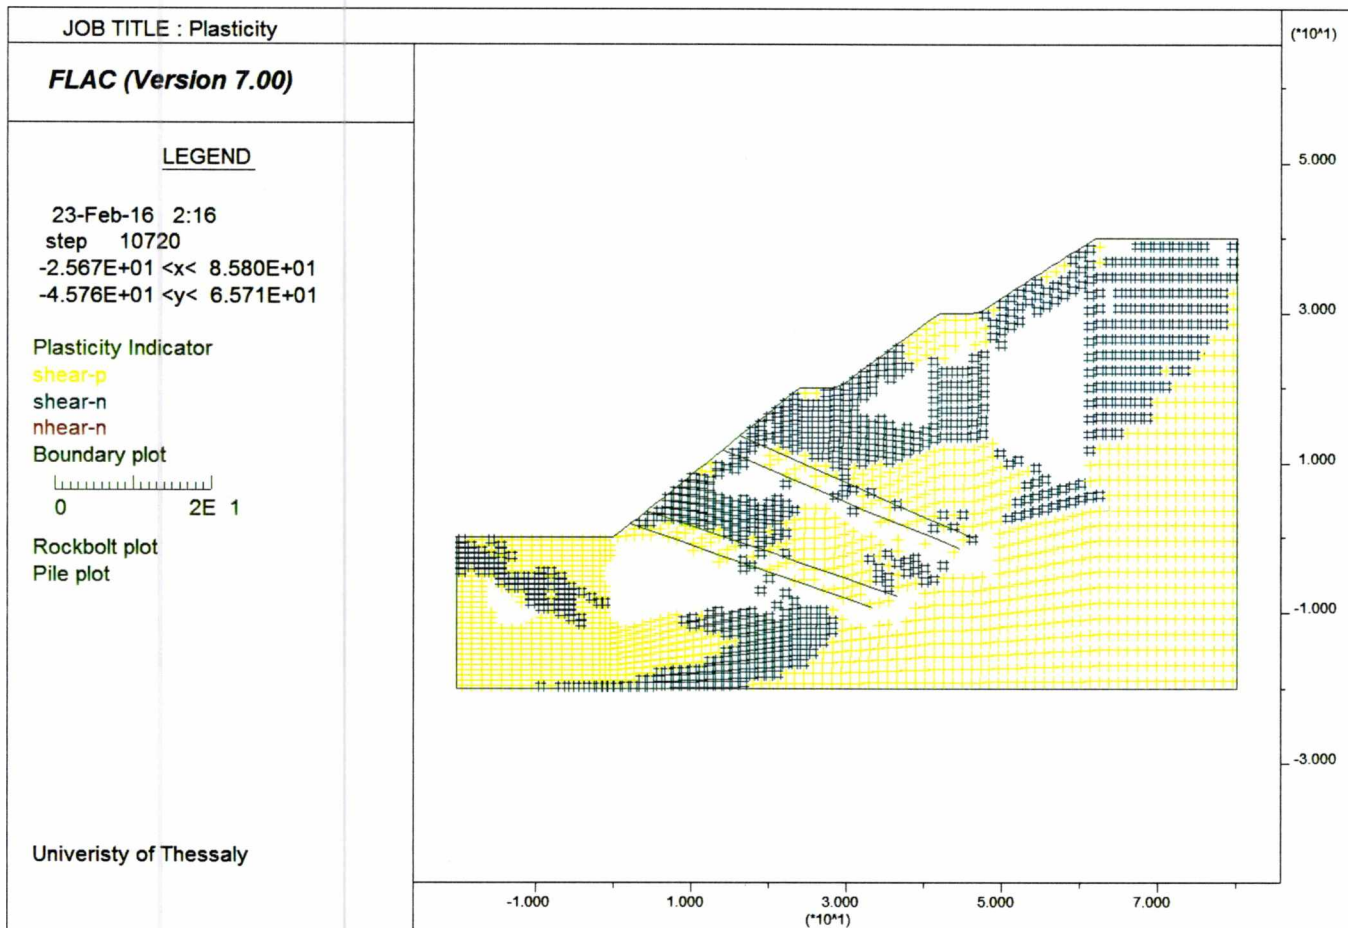 JOB TITLE : Plasticity
FLAC (Version 7.00)
LEGEND
23-Feb-16 2:16
step 10720
-2.567E+01 <x< 8.580E+01
-4.576E+01 <y< 6.571E+01
Plasticity Indicator
shear-p
shear-n
nhear-n
Boundary plot
0 2E 1
Rockbolt plot
Pile plot
Univeristy of Thessaly
(*10^1)
5.000
3.000
1.000
-1.000
-3.000
-1.000 1.000 3.000 5.000 7.000
(*10^1)